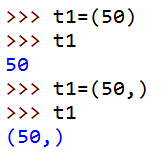 >>> t1=(50)
>>> t1
50
>>> t1=(50,)
>>> t1
(50,)